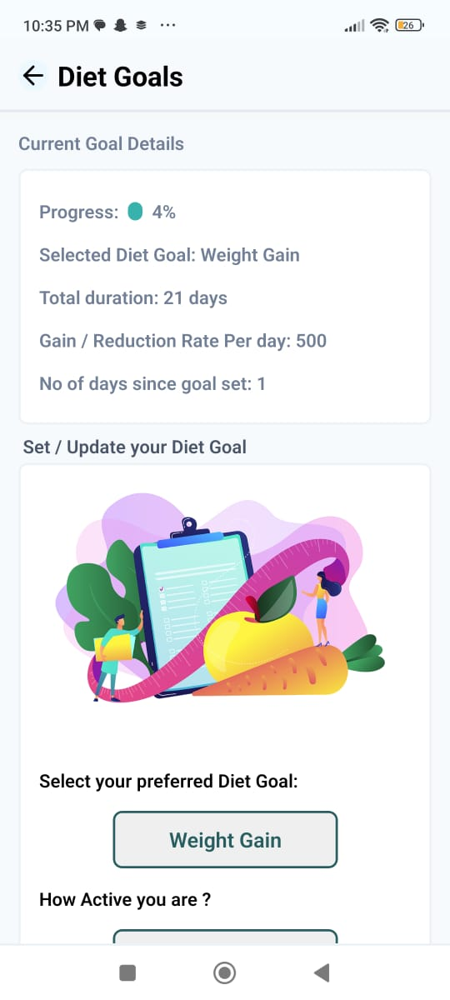 10:35 PM
26
Diet Goals
Current Goal Details
Progress: 4%
Selected Diet Goal: Weight Gain
Total duration: 21 days
Gain / Reduction Rate Per day: 500
No of days since goal set: 1
Set / Update your Diet Goal
Select your preferred Diet Goal:
Weight Gain
How Active you are ?